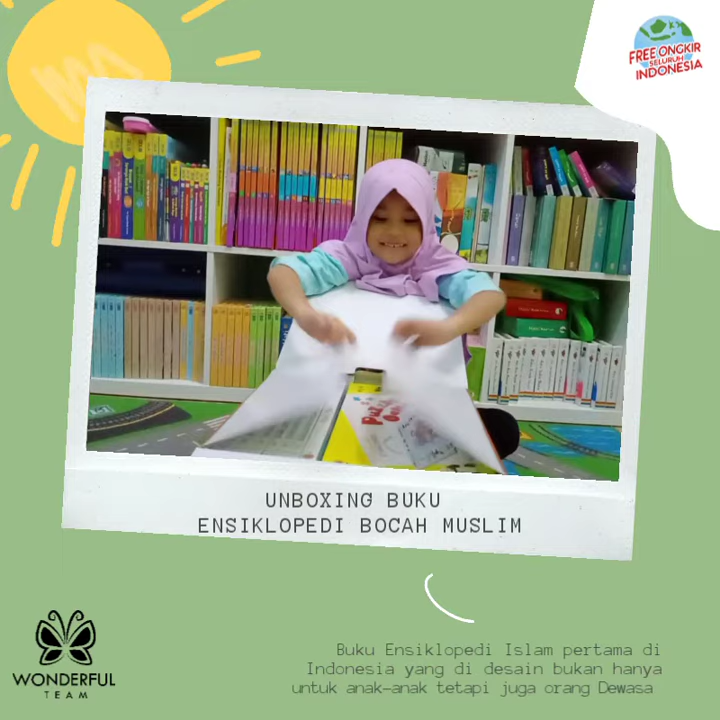 FREE ONGKIR
SELURUH
INDONESIA
UNBOXING BUKU
ENSIKLOPEDI BOCAH MUSLIM
Buku Ensiklopedi Islam pertama di
Indonesia yang di desain bukan hanya
untuk anak-anak tetapi juga orang Dewasa
WONDERFUL
TEAM